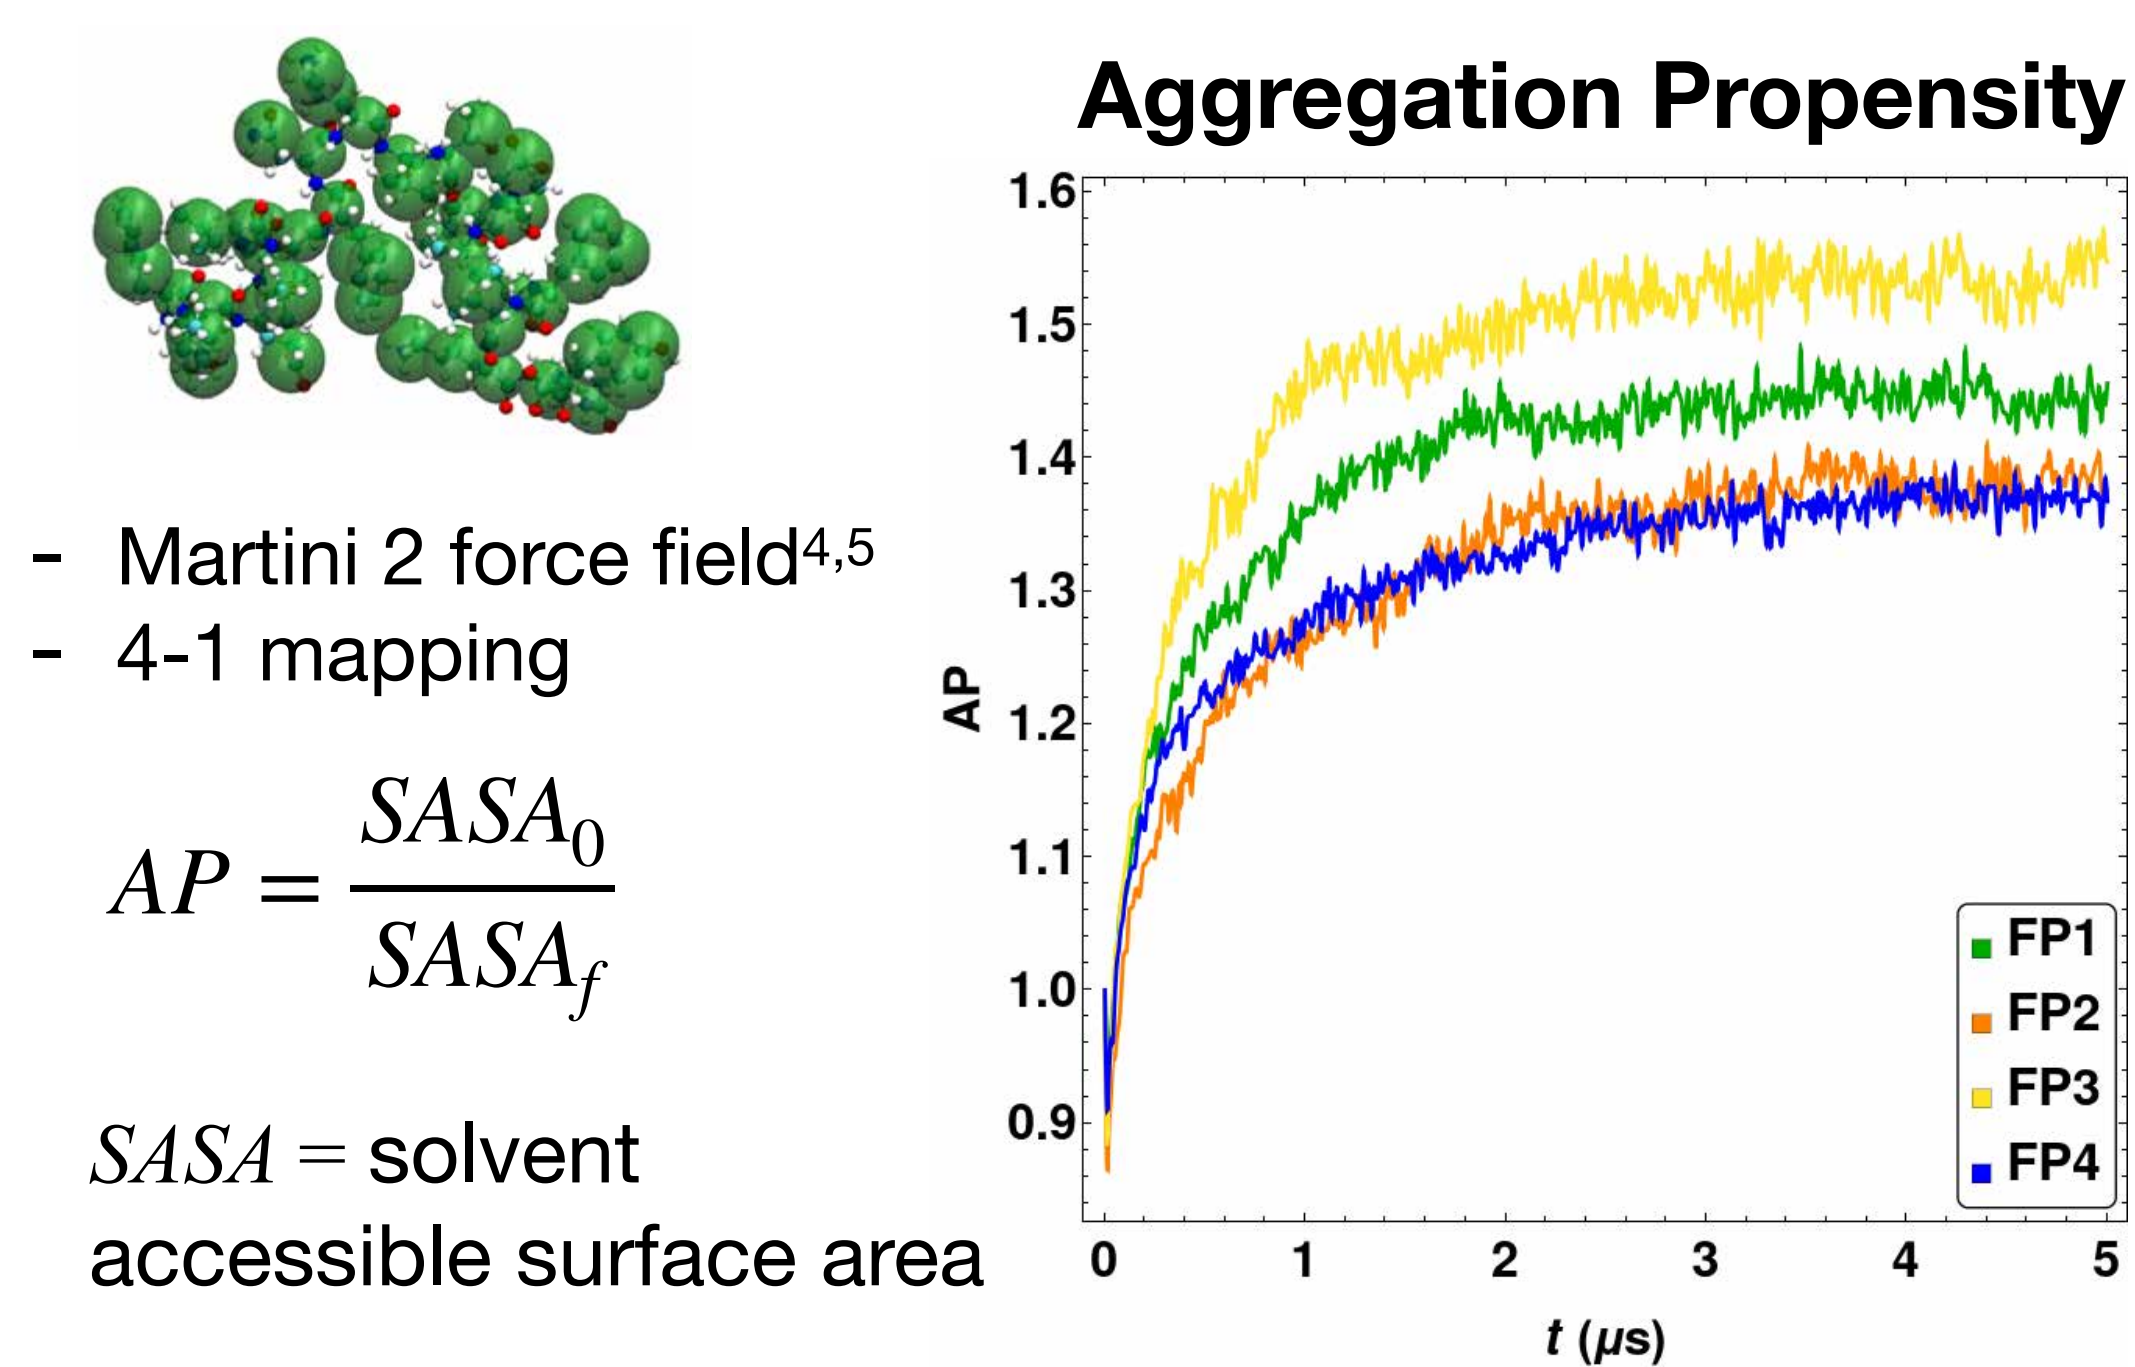 Aggregation Propensity
- Martini 2 force field4,5
- 4-1 mapping
AP = SASA0 / SASAf
SASA = solvent
accessible surface area
AP
1.6
1.5
1.4
1.3
1.2
1.1
1.0
0.9
0 1 2 3 4 5
t (μs)
FP1
FP2
FP3
FP4